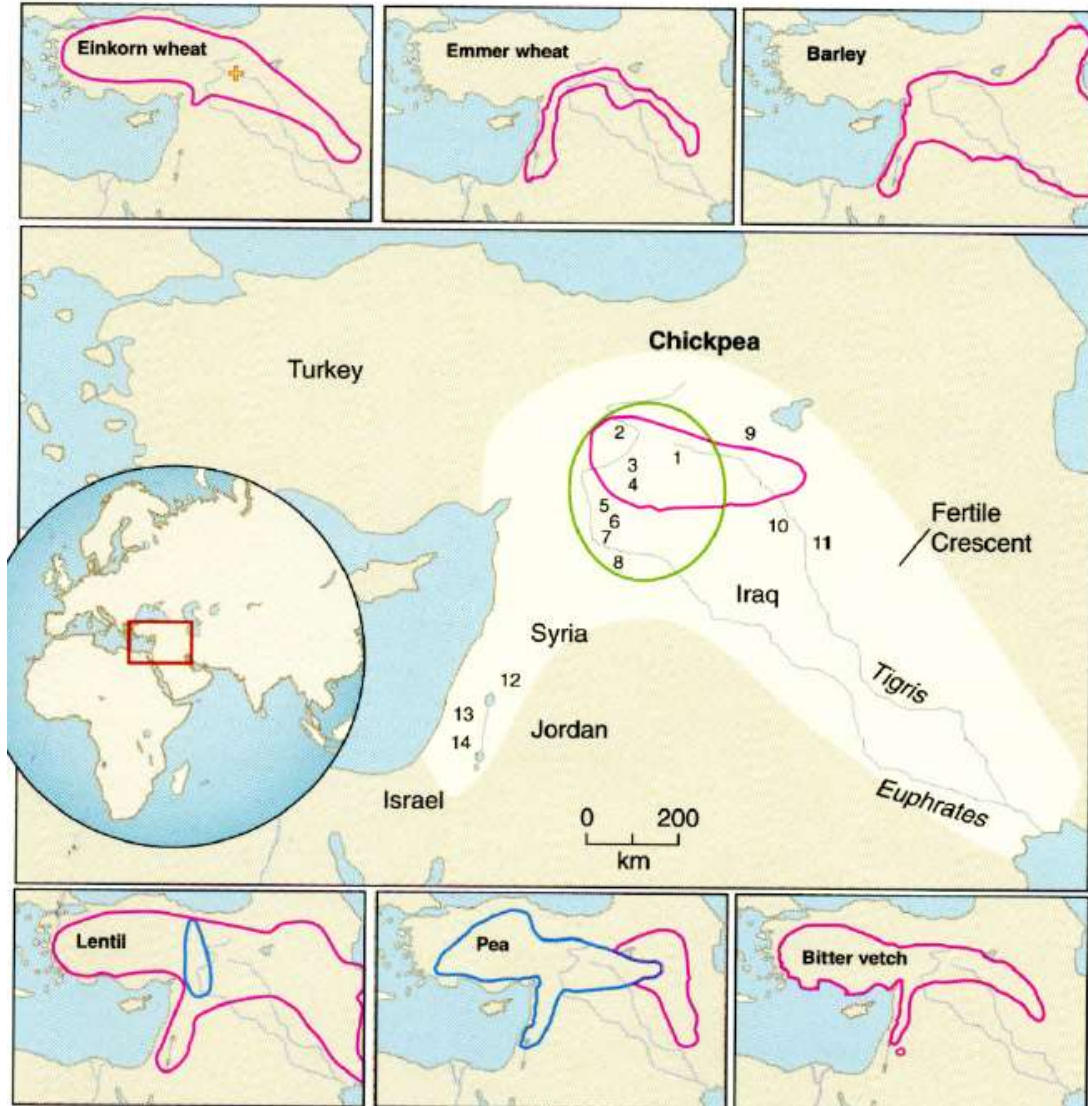 Einkorn wheat
Emmer wheat
Barley
Chickpea
Turkey
2
9
1
3
4
5
6
7
8
10
11
Fertile
Crescent
Iraq
Syria
12
13
14
Jordan
Tigris
Euphrates
Israel
0 200
km
Lentil
Pea
Bitter vetch